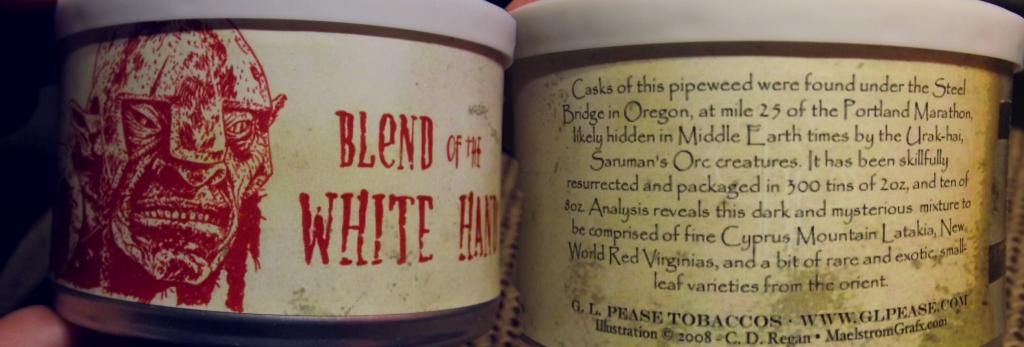 BLEND OF THE
WHITE HAN
Casks of this pipeweed were found under the Steel
Bridge in Oregon, at mile 25 of the Portland Marathon,
likely hidden in Middle Earth times by the Urak-hai,
Saruman's Orc creatures. It has been skillfully
resurrected and packaged in 300 tins of 2oz, and ten of
8oz. Analysis reveals this dark and mysterious mixture to
be comprised of fine Cyprus Mountain Latakia, New
World Red Virginias, and a bit of rare and exotic, small-
leaf varieties from the orient.
G. L. PEASE TOBACCOS · WWW.GLPEASE.COM
Illustration © 2008 - C. D. Regan • MaelstromGrafx.com